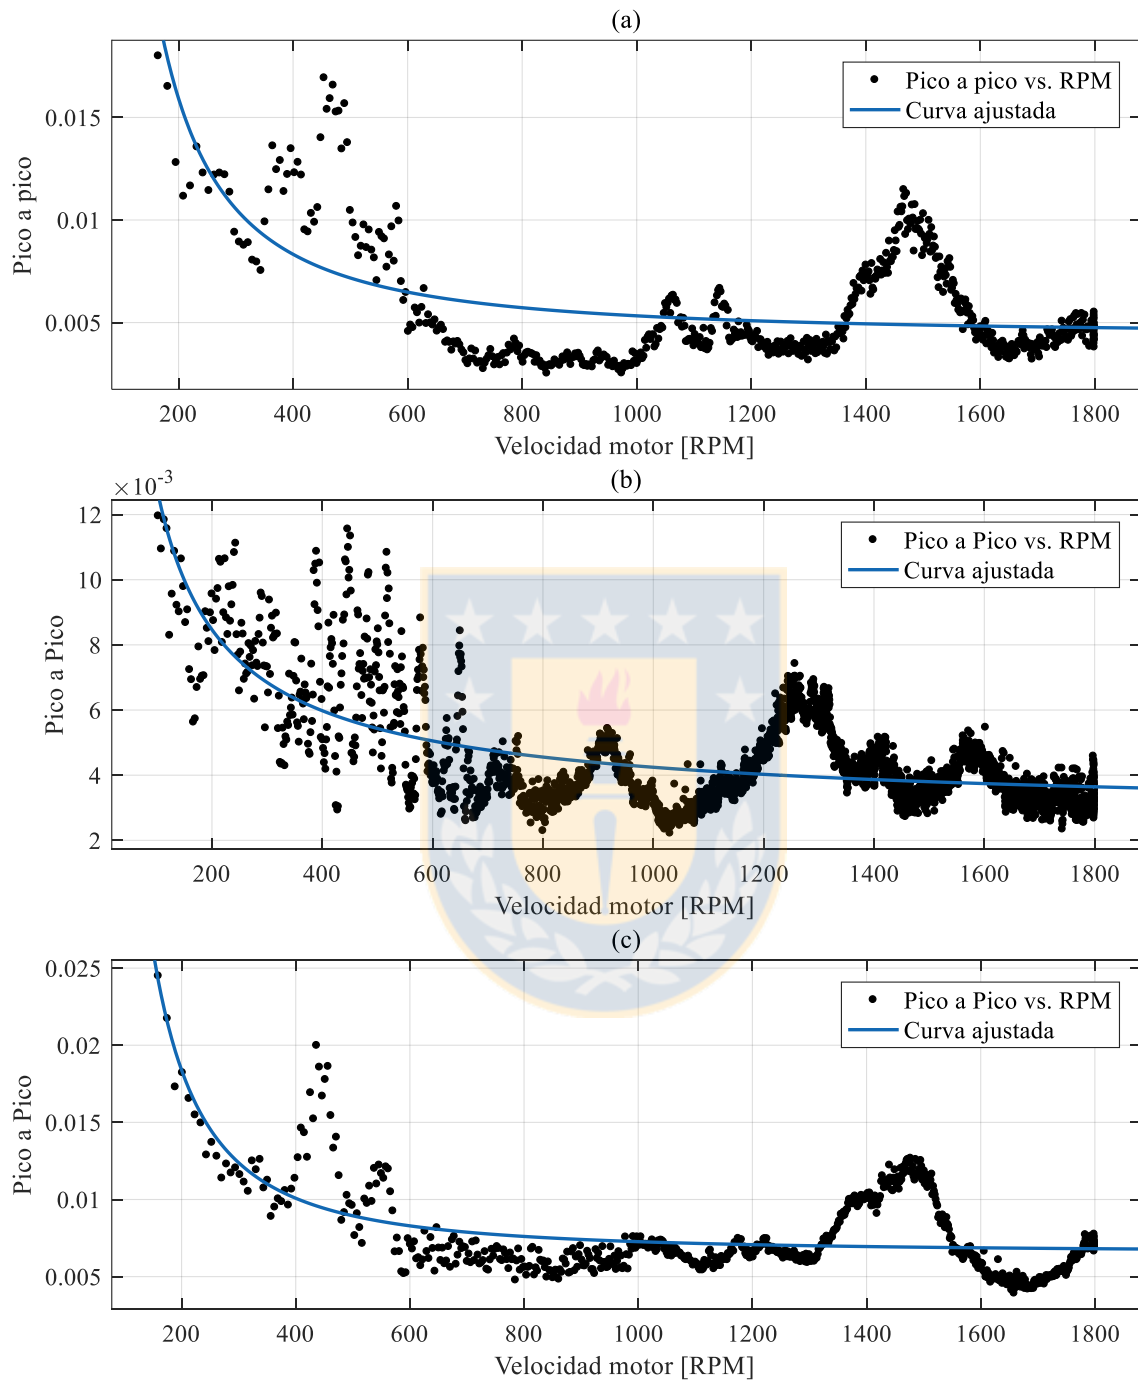 (a)
Pico a pico vs. RPM
Curva ajustada
0.015
0.01
0.005
Pico a pico
200 400 600 800 1000 1200 1400 1600 1800
Velocidad motor [RPM]
(b)
×10-3
Pico a Pico vs. RPM
Curva ajustada
12
10
8
6
4
2
Pico a Pico
200 400 600 800 1000 1200 1400 1600 1800
Velocidad motor [RPM]
(c)
Pico a Pico vs. RPM
Curva ajustada
0.025
0.02
0.015
0.01
0.005
Pico a Pico
200 400 600 800 1000 1200 1400 1600 1800
Velocidad motor [RPM]